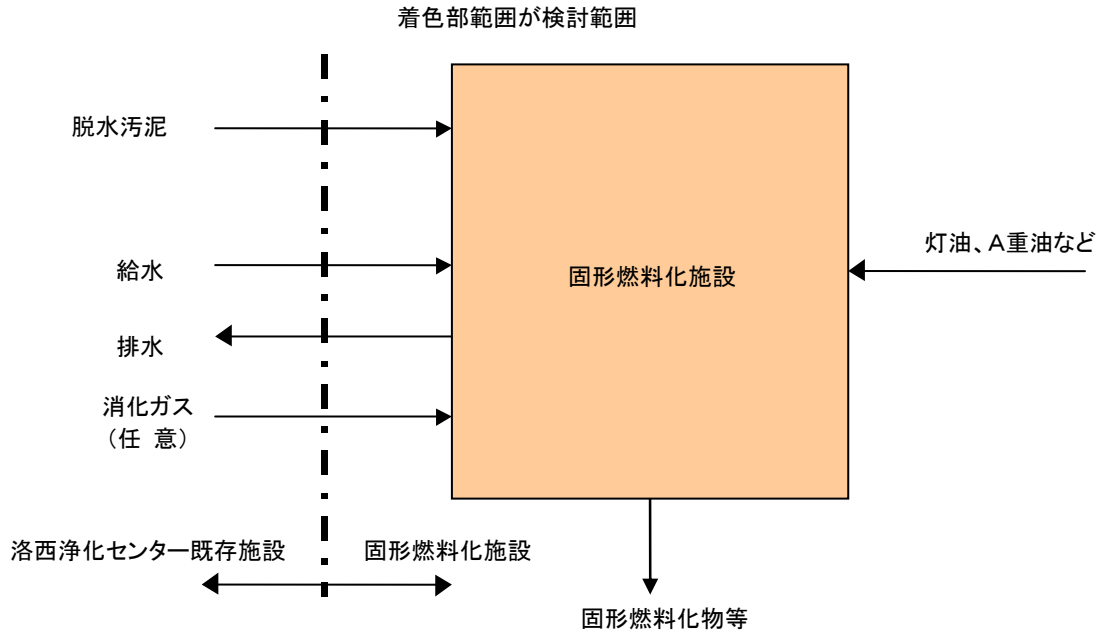 着色部範囲が検討範囲
脱水汚泥
灯油、A重油など
給水
固形燃料化施設
排水
消化ガス
（任 意）
洛西浄化センター既存施設
固形燃料化施設
固形燃料化物等